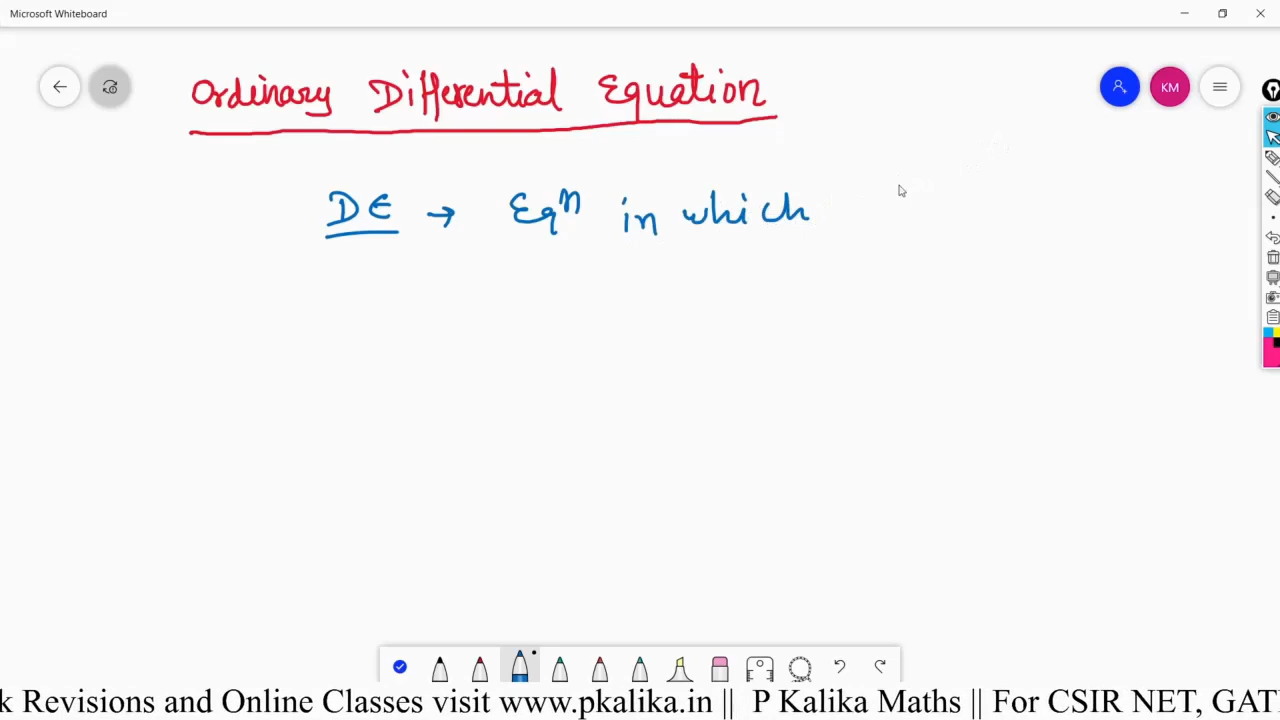 Microsoft Whiteboard
Ordinary Differential Equation
KM
DE → Eqⁿ in which
k Revisions and Online Classes visit www.pkalika.in || P Kalika Maths || For CSIR NET, GATE